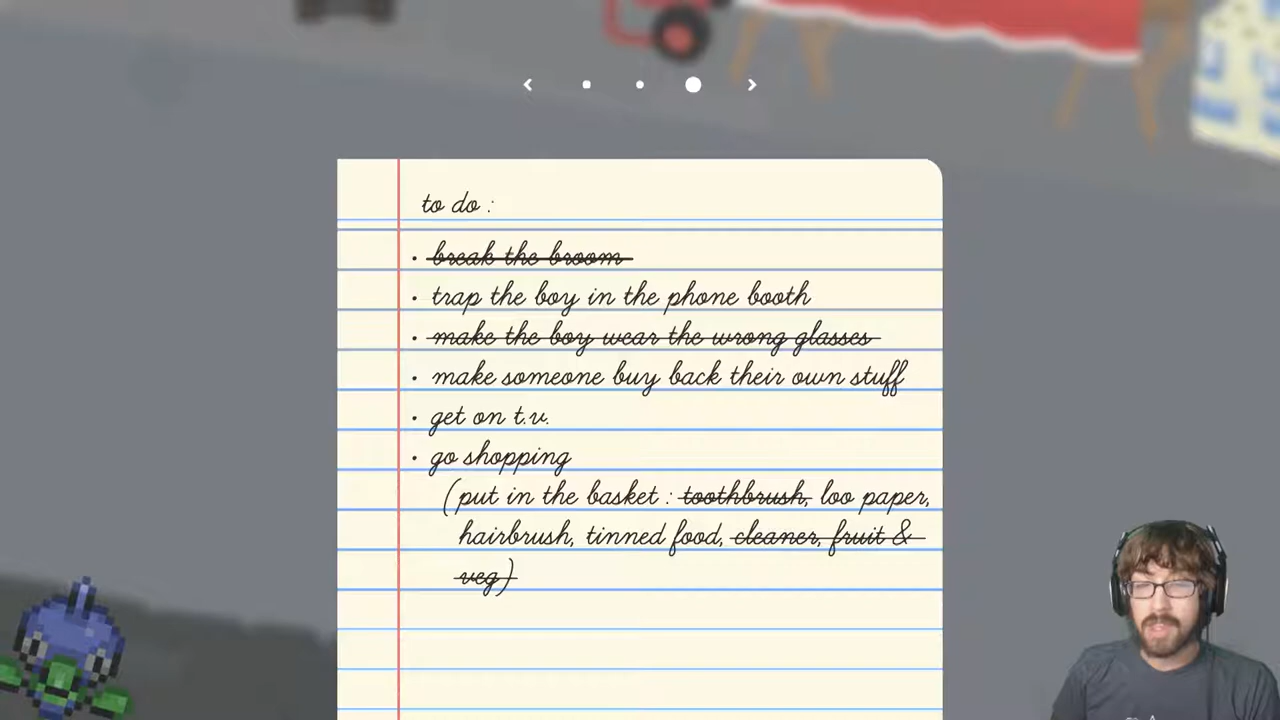 to do :
• break the broom
• trap the boy in the phone booth
• make the boy wear the wrong glasses
• make someone buy back their own stuff
• get on t.v.
• go shopping
(put in the basket : toothbrush, loo paper,
hairbrush, tinned food, cleaner, fruit &
veg)